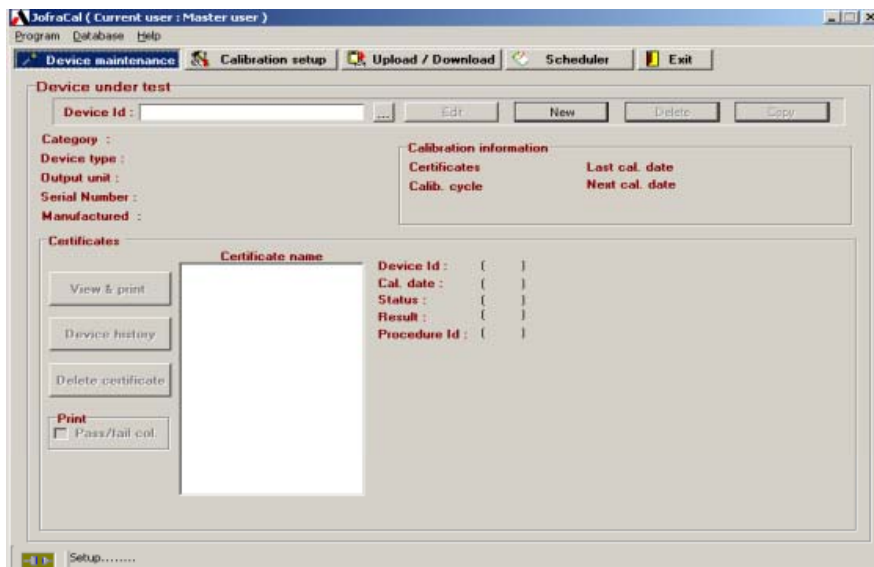 JofraCal ( Current user : Master user )
Program Database Help
Device maintenance Calibration setup Upload / Download Scheduler Exit
Device under test
Device Id : ... Edit New Delete Copy
Category :
Device type :
Output unit :
Serial Number :
Manufactured :
Calibration information
Certificates Last cal. date
Calib. cycle Next cal. date
Certificates
Certificate name
View & print
Device history
Delete certificate
Print
Pass/fail col.
Device Id : ( )
Cal. date : ( )
Status : ( )
Result : ( )
Procedure Id : ( )
Setup........